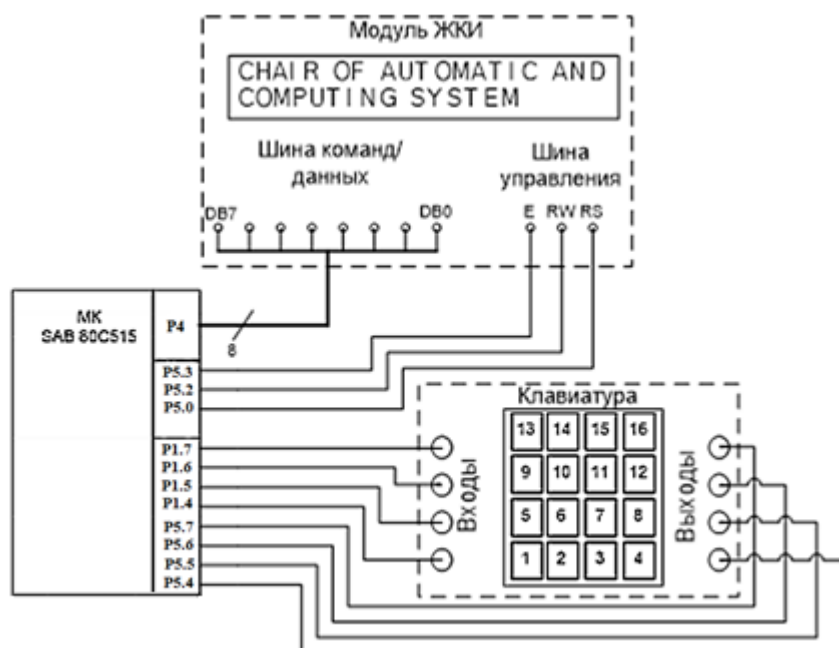 Модуль ЖКИ
CHAIR OF AUTOMATIC AND
COMPUTING SYSTEM
Шина команд/
данных
Шина
управления
DB7
DB0
E RW RS
МК
SAB 80C515
P4
8
P5.3
P5.2
P5.0
P1.7
P1.6
P1.5
P1.4
P5.7
P5.6
P5.5
P5.4
Клавиатура
Входы
13 14 15 16
9 10 11 12
5 6 7 8
1 2 3 4
Выходы